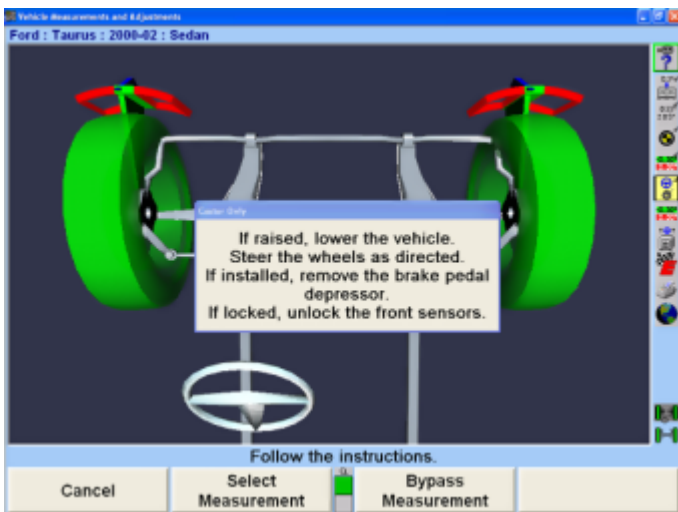 Vehicle Measurements and Adjustments
Ford : Taurus : 2000-02 : Sedan
Caster Only
If raised, lower the vehicle.
Steer the wheels as directed.
If installed, remove the brake pedal
depressor.
If locked, unlock the front sensors.
Follow the instructions.
Cancel
Select
Measurement
Bypass
Measurement